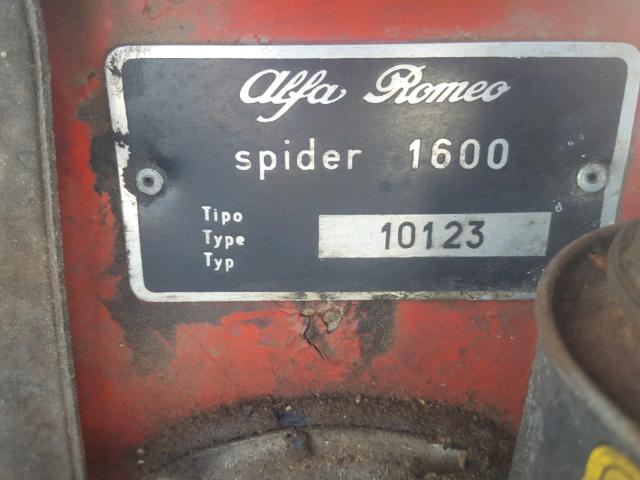 Alfa Romeo
spider 1600
Tipo
Type
Typ
10123